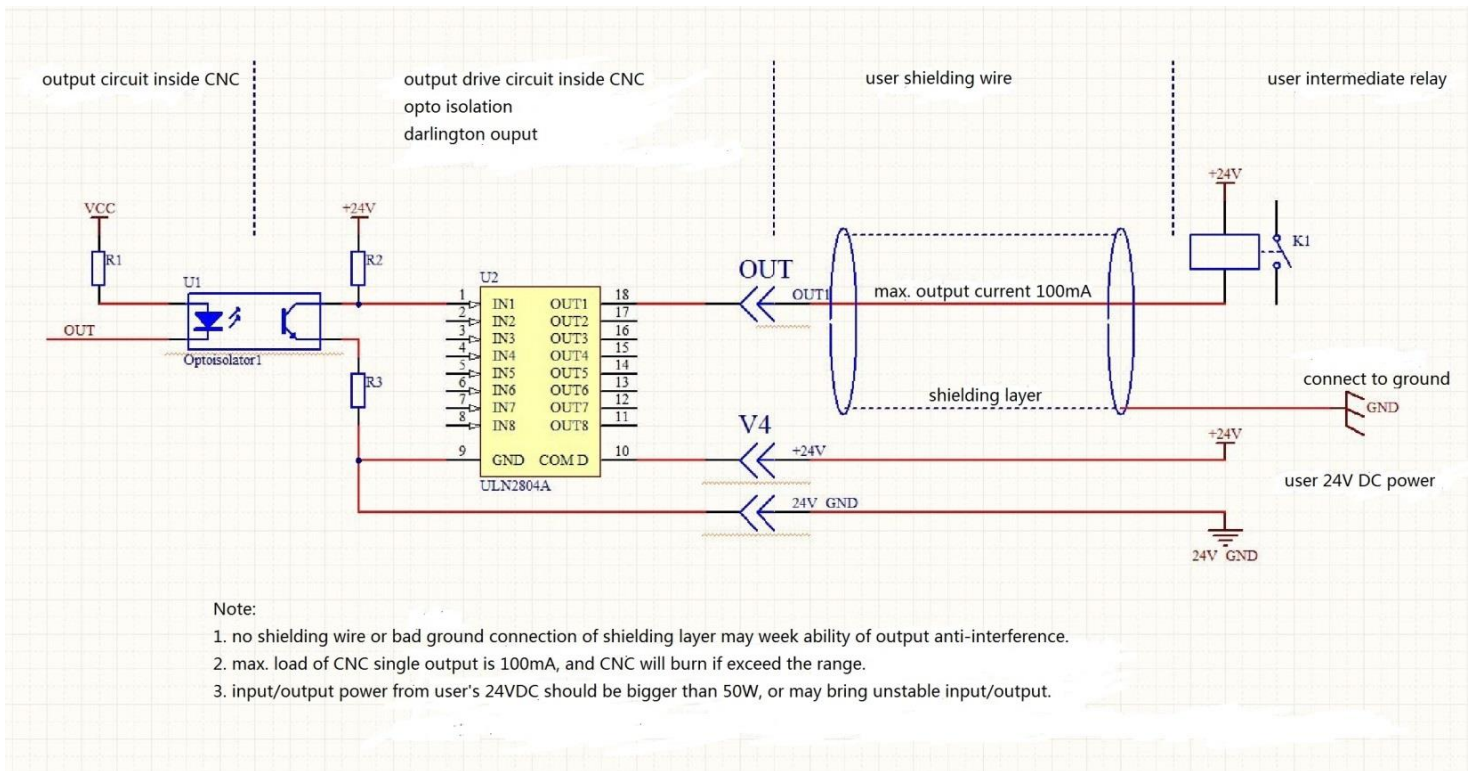 output circuit inside CNC
output drive circuit inside CNC
opto isolation
darlington ouput
user shielding wire
user intermediate relay
VCC
R1
+24V
R2
U1
OUT
Optoisolator1
R3
U2
1 IN1 OUT1 18
2 IN2 OUT2 17
3 IN3 OUT3 16
4 IN4 OUT4 15
5 IN5 OUT5 14
6 IN6 OUT6 13
7 IN7 OUT7 12
8 IN8 OUT8 11
9 GND COM D 10
ULN2804A
OUT
OUT1
max. output current 100mA
shielding layer
+24V
K1
connect to ground
GND
V4
+24V
+24V
user 24V DC power
24V GND
24V GND
Note:
1. no shielding wire or bad ground connection of shielding layer may week ability of output anti-interference.
2. max. load of CNC single output is 100mA, and CNC will burn if exceed the range.
3. input/output power from user's 24VDC should be bigger than 50W, or may bring unstable input/output.